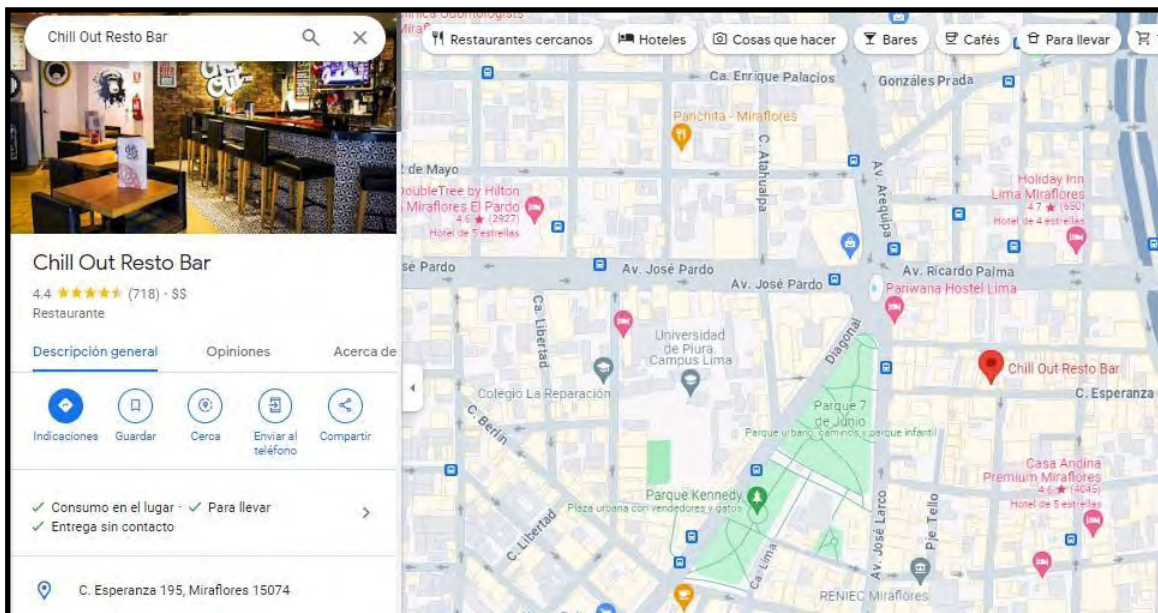 Chill Out Resto Bar
Chill Out Resto Bar
4.4 (718) · $$
Restaurante
Descripción general
Opiniones
Acerca de
Indicaciones
Guardar
Cerca
Enviar al
teléfono
Compartir
Consumo en el lugar · Para llevar
Entrega sin contacto
C. Esperanza 195, Miraflores 15074
Restaurantes cercanos
Hoteles
Cosas que hacer
Bares
Cafés
Para llevar
Ca. Enrique Palacios
Gonzáles Prada
Panchita - Miraflores
C. Atahualpa
Av. Arequipa
de Mayo
DoubleTree by Hilton
Miraflores El Pardo
4.6 ★ (2927)
Hotel de 5 estrellas
Holiday Inn
Lima Miraflores
4.7 ★ (650)
Hotel de 4 estrellas
sé Pardo
Av. José Pardo
Av. José Pardo
Av. Ricardo Palma
Pariwana Hostel Lima
Ca. Libertad
Universidad
de Piura.
Campus Lima
Diagonal
Chill Out Resto Bar
Colegio La Reparación
C. Esperanza
Parque 7
de Junio
Parque urbano, caminos y parque infantil
C. Berlín
Casa Andina
Premium Miraflores
4.6 ★ (4045)
Hotel de 5 estrellas
Parque Kennedy
Plaza urbana con vendedores y gatos
C. Libertad
Ca. Lima
Av. José Larco
Pje. Tello
RENIEC Miraflores